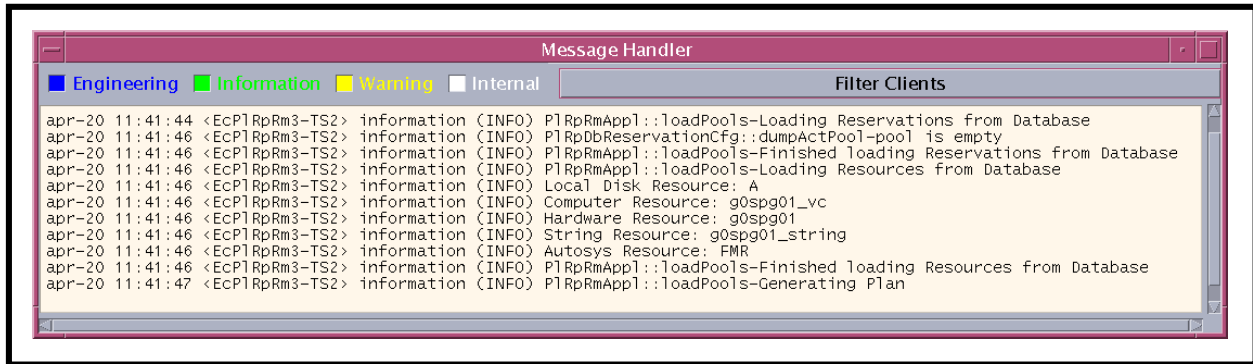 Message Handler
Engineering Information Warning Internal Filter Clients
apr-20 11:41:44 <EcPlRpRm3-TS2> information (INFO) PlRpRmAppl::loadPools-Loading Reservations from Database
apr-20 11:41:46 <EcPlRpRm3-TS2> information (INFO) PlRpDbReservationCfg::dumpActPool-pool is empty
apr-20 11:41:46 <EcPlRpRm3-TS2> information (INFO) PlRpRmAppl::loadPools-Finished loading Reservations from Database
apr-20 11:41:46 <EcPlRpRm3-TS2> information (INFO) PlRpRmAppl::loadPools-Loading Resources from Database
apr-20 11:41:46 <EcPlRpRm3-TS2> information (INFO) Local Disk Resource: A
apr-20 11:41:46 <EcPlRpRm3-TS2> information (INFO) Computer Resource: g0spg01_vc
apr-20 11:41:46 <EcPlRpRm3-TS2> information (INFO) Hardware Resource: g0spg01
apr-20 11:41:46 <EcPlRpRm3-TS2> information (INFO) String Resource: g0spg01_string
apr-20 11:41:46 <EcPlRpRm3-TS2> information (INFO) Autosys Resource: FMR
apr-20 11:41:46 <EcPlRpRm3-TS2> information (INFO) PlRpRmAppl::loadPools-Finished loading Resources from Database
apr-20 11:41:47 <EcPlRpRm3-TS2> information (INFO) PlRpRmAppl::loadPools-Generating Plan